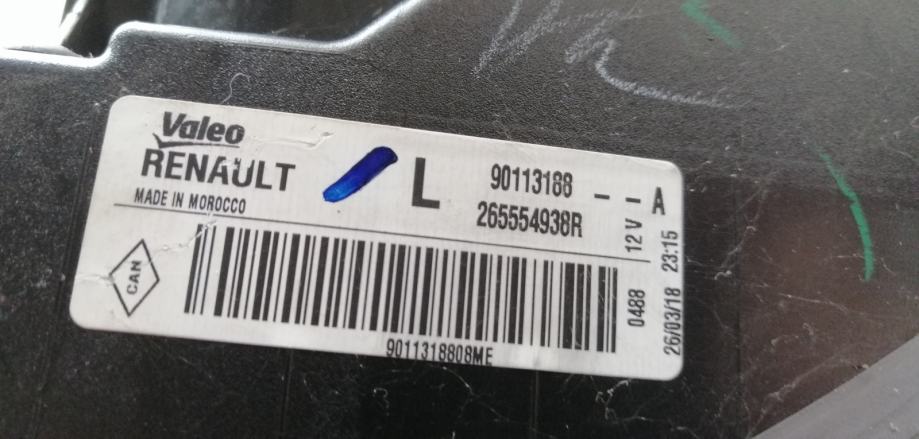 Valeo
RENAULT
MADE IN MOROCCO
L
90113188 - - A
265554938R
12 V
CAN
0488
26/03/18 23:15
9011318808ME